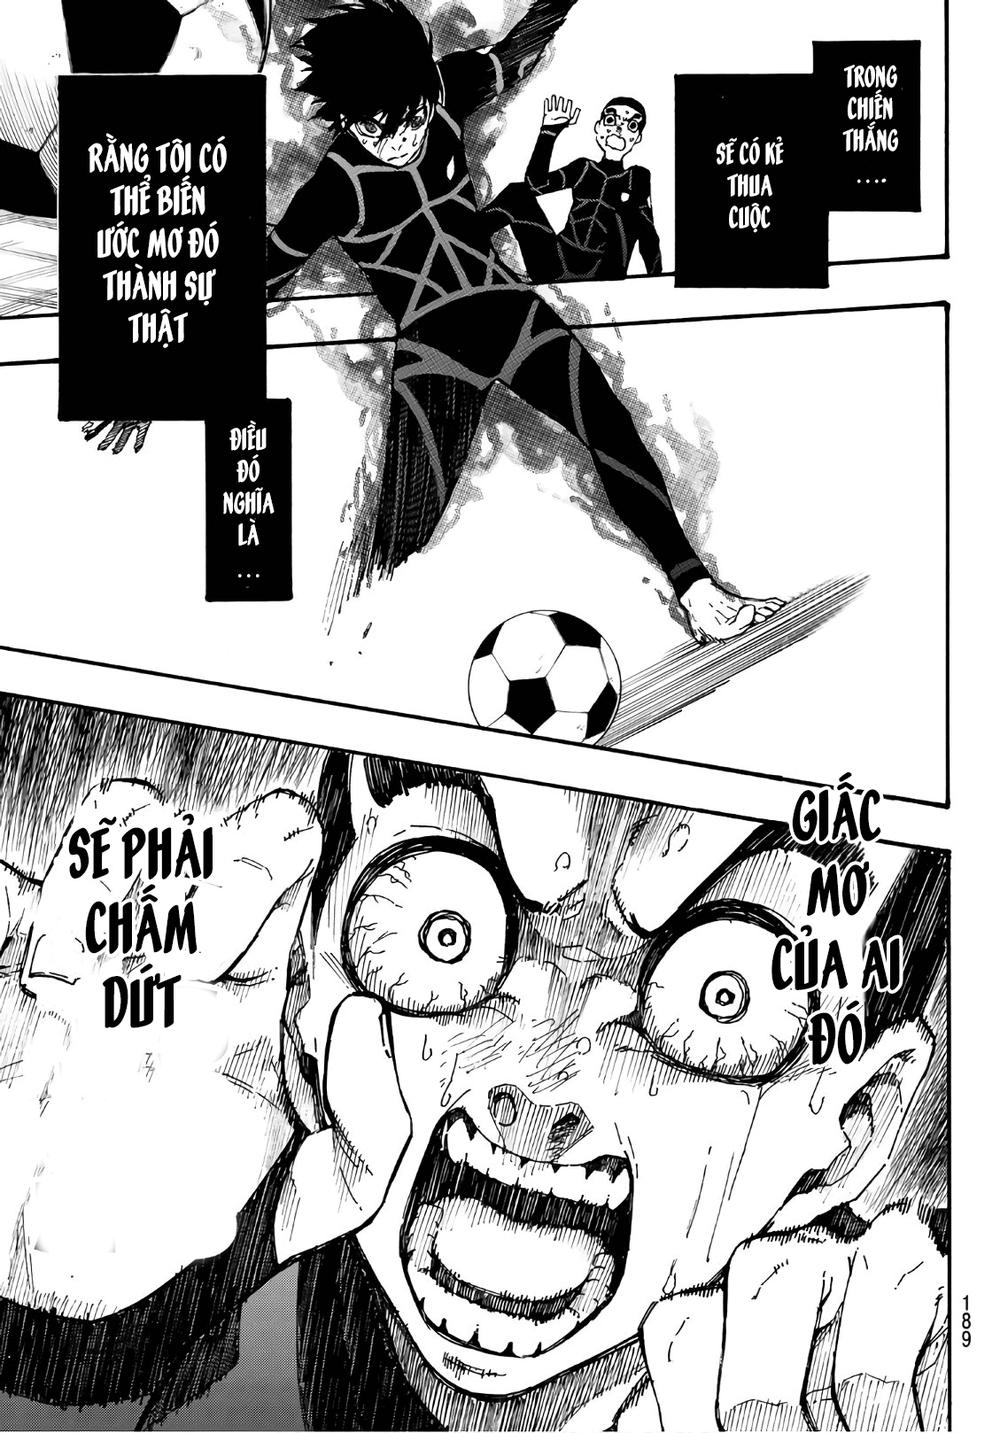 TRONG
CHIẾN
THẮNG
....
SẼ CÓ KẺ
THUA
CUỘC
RẰNG TÔI CÓ
THỂ BIẾN
ƯỚC MƠ ĐÓ
THÀNH SỰ
THẬT
ĐIỀU
ĐÓ
NGHĨA
LÀ
...
GIẤC
MƠ
CỦA AI
ĐÓ
SẼ PHẢI
CHẤM
DỨT
189